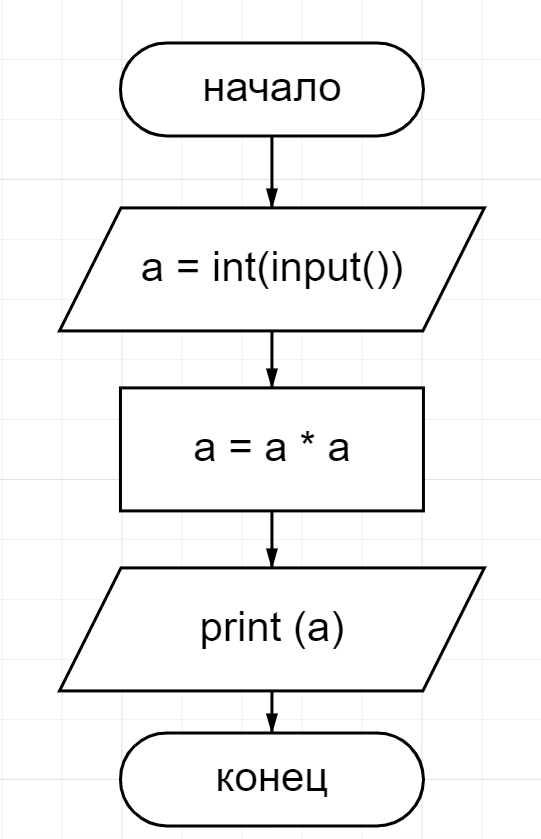 начало
a = int(input())
a = a * a
print (a)
конец